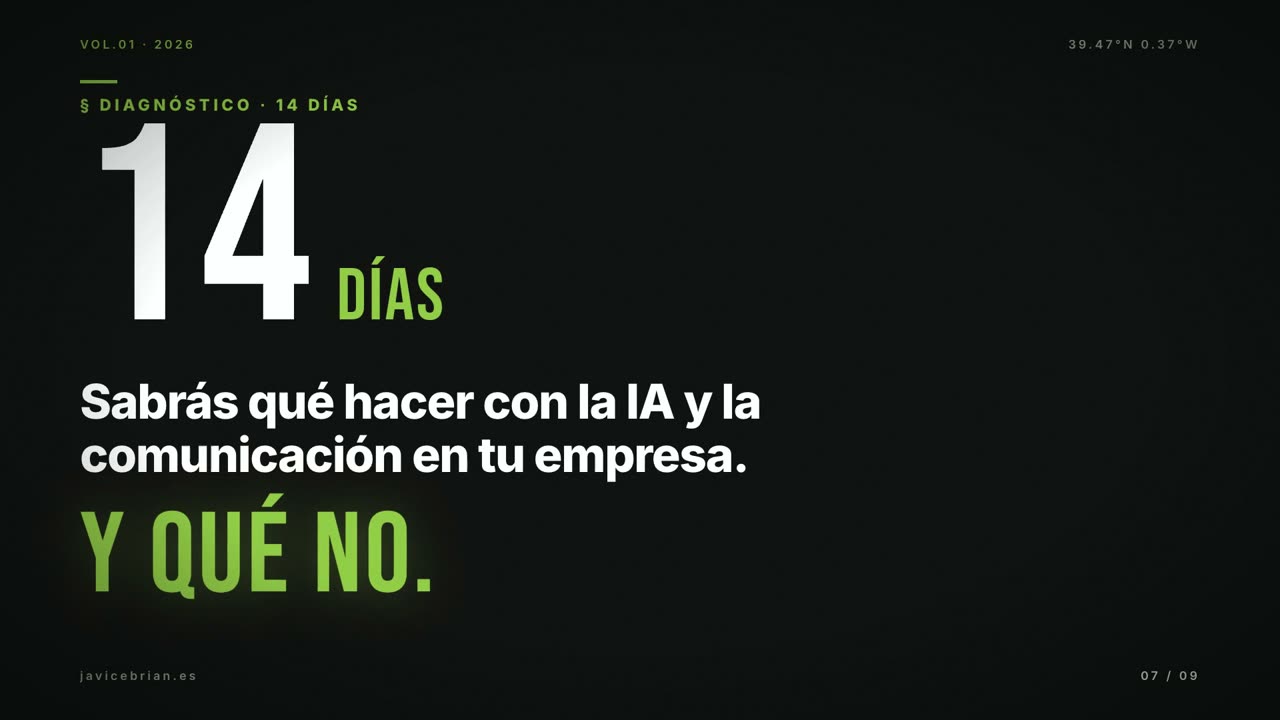 VOL.01 · 2026
39.47°N 0.37°W
§ DIAGNÓSTICO · 14 DÍAS
14 DÍAS
Sabrás qué hacer con la IA y la
comunicación en tu empresa.
Y QUÉ NO.
javicebrian.es
07 / 09